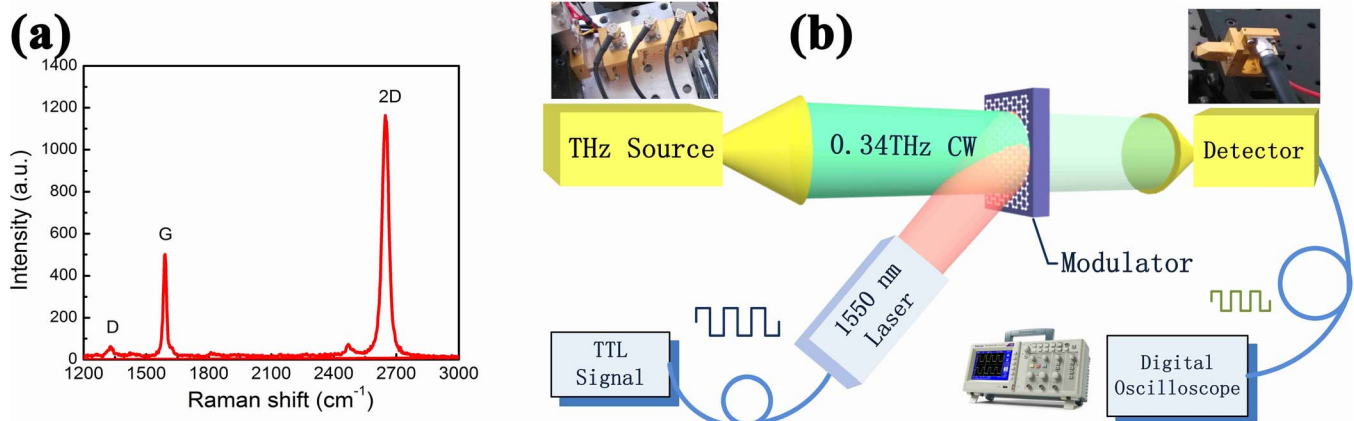 (a)
1400
1200
1000
800
600
400
200
0
1200
1500
1800
2100
2400
2700
3000
Intensity (a.u.)
Raman shift (cm⁻¹)
D
G
2D
(b)
THz Source
0.34THz CW
Detector
Modulator
1550 nm
Laser
TTL
Signal
Digital
Oscilloscope